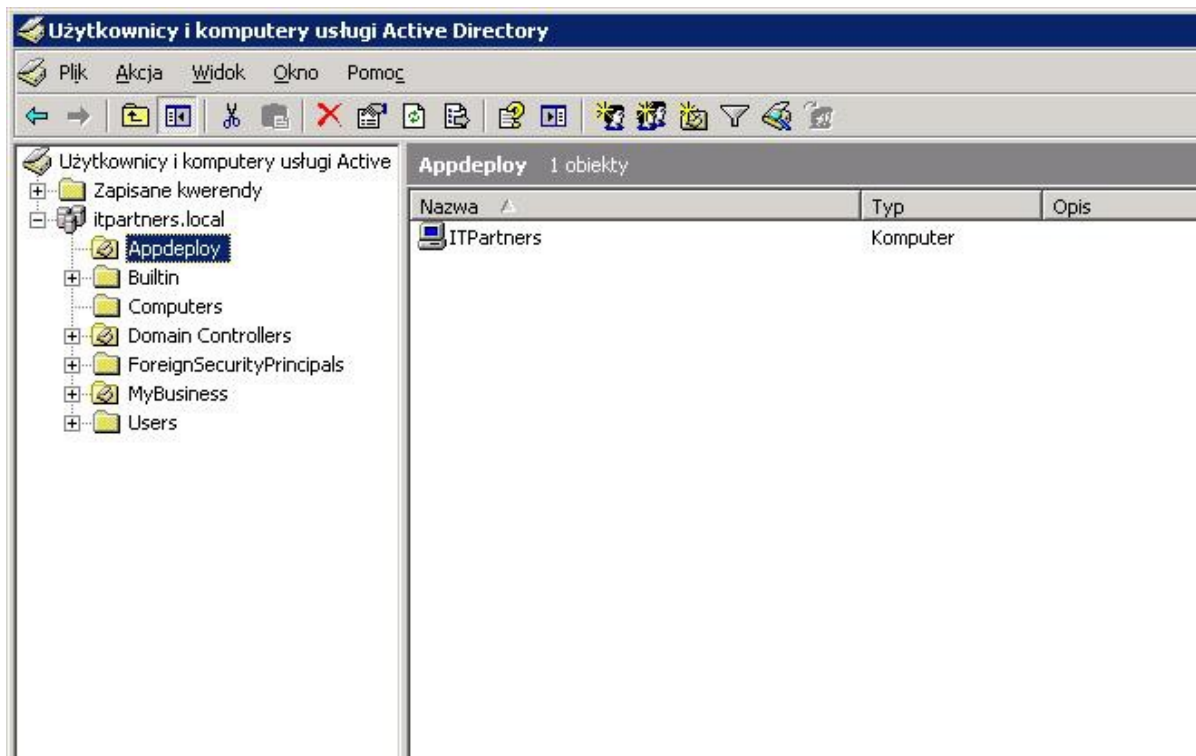 Użytkownicy i komputery usługi Active Directory
Plik Akcja Widok Okno Pomoc
Użytkownicy i komputery usługi Active
Zapisane kwerendy
itpartners.local
Appdeploy
Builtin
Computers
Domain Controllers
ForeignSecurityPrincipals
MyBusiness
Users
Appdeploy 1 obiekty
Nazwa Typ Opis
ITPartners Komputer